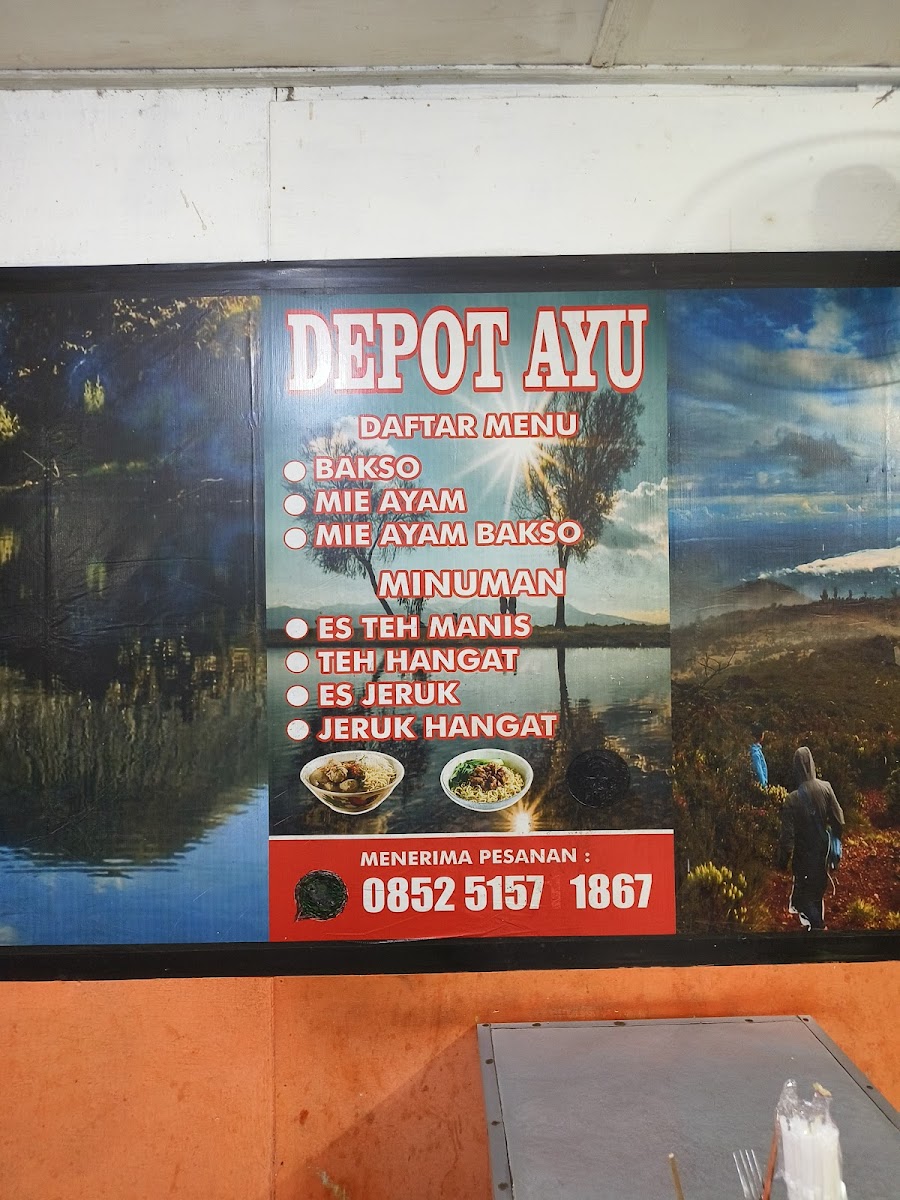 DEPOT AYU
DAFTAR MENU
BAKSO
MIE AYAM
MIE AYAM BAKSO
MINUMAN
ES TEH MANIS
TEH HANGAT
ES JERUK
JERUK HANGAT
MENERIMA PESANAN :
0852 5157 1867